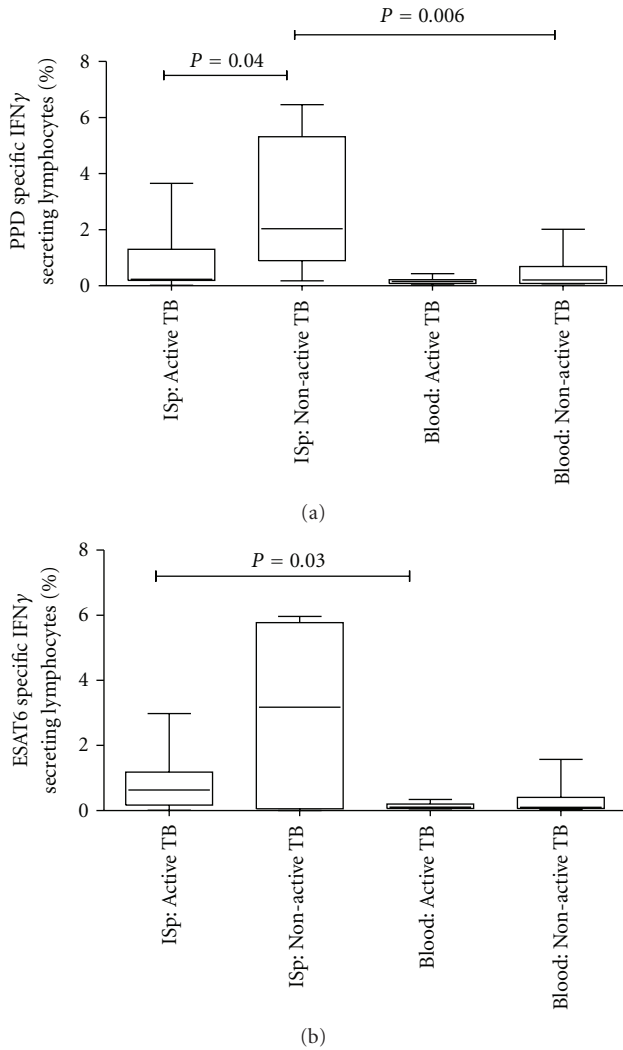 P = 0.006
P = 0.04
8
6
4
2
0
PPD specific IFNγ
secreting lymphocytes (%)
ISp: Active TB
ISp: Non-active TB
Blood: Active TB
Blood: Non-active TB
(a)
P = 0.03
8
6
4
2
0
ESAT6 specific IFNγ
secreting lymphocytes (%)
ISp: Active TB
ISp: Non-active TB
Blood: Active TB
Blood: Non-active TB
(b)